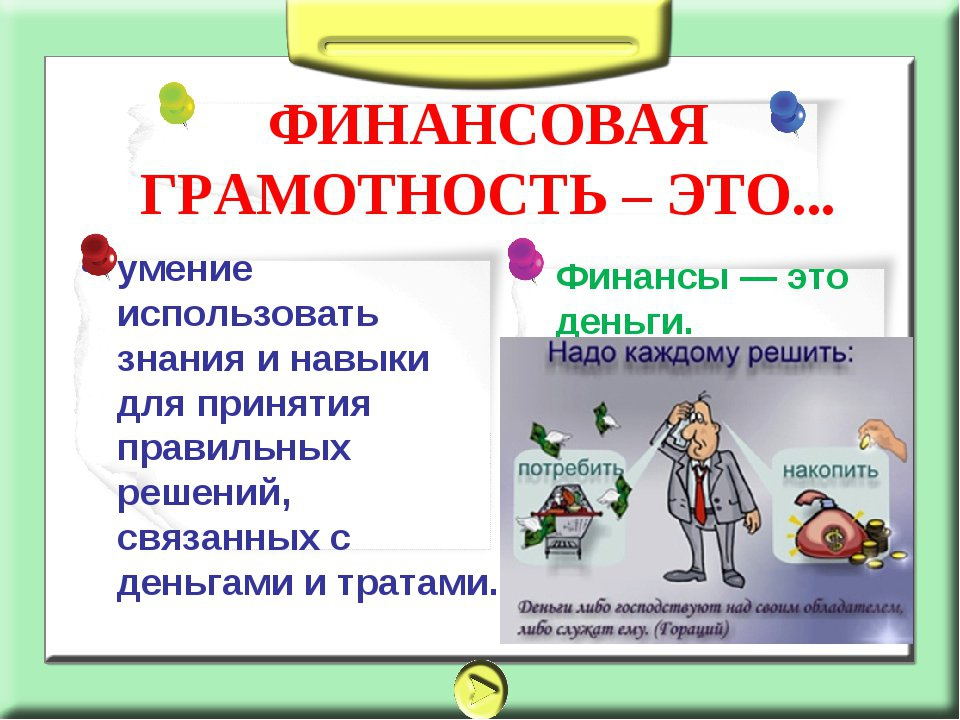 ФИНАНСОВАЯ
ГРАМОТНОСТЬ – ЭТО...
умение
использовать
знания и навыки
для принятия
правильных
решений,
связанных с
деньгами и тратами.
Финансы — это
деньги.
Надо каждому решить:
потребить
накопить
Деньги либо господствуют над своим обладателем,
либо служат ему. (Гораций)